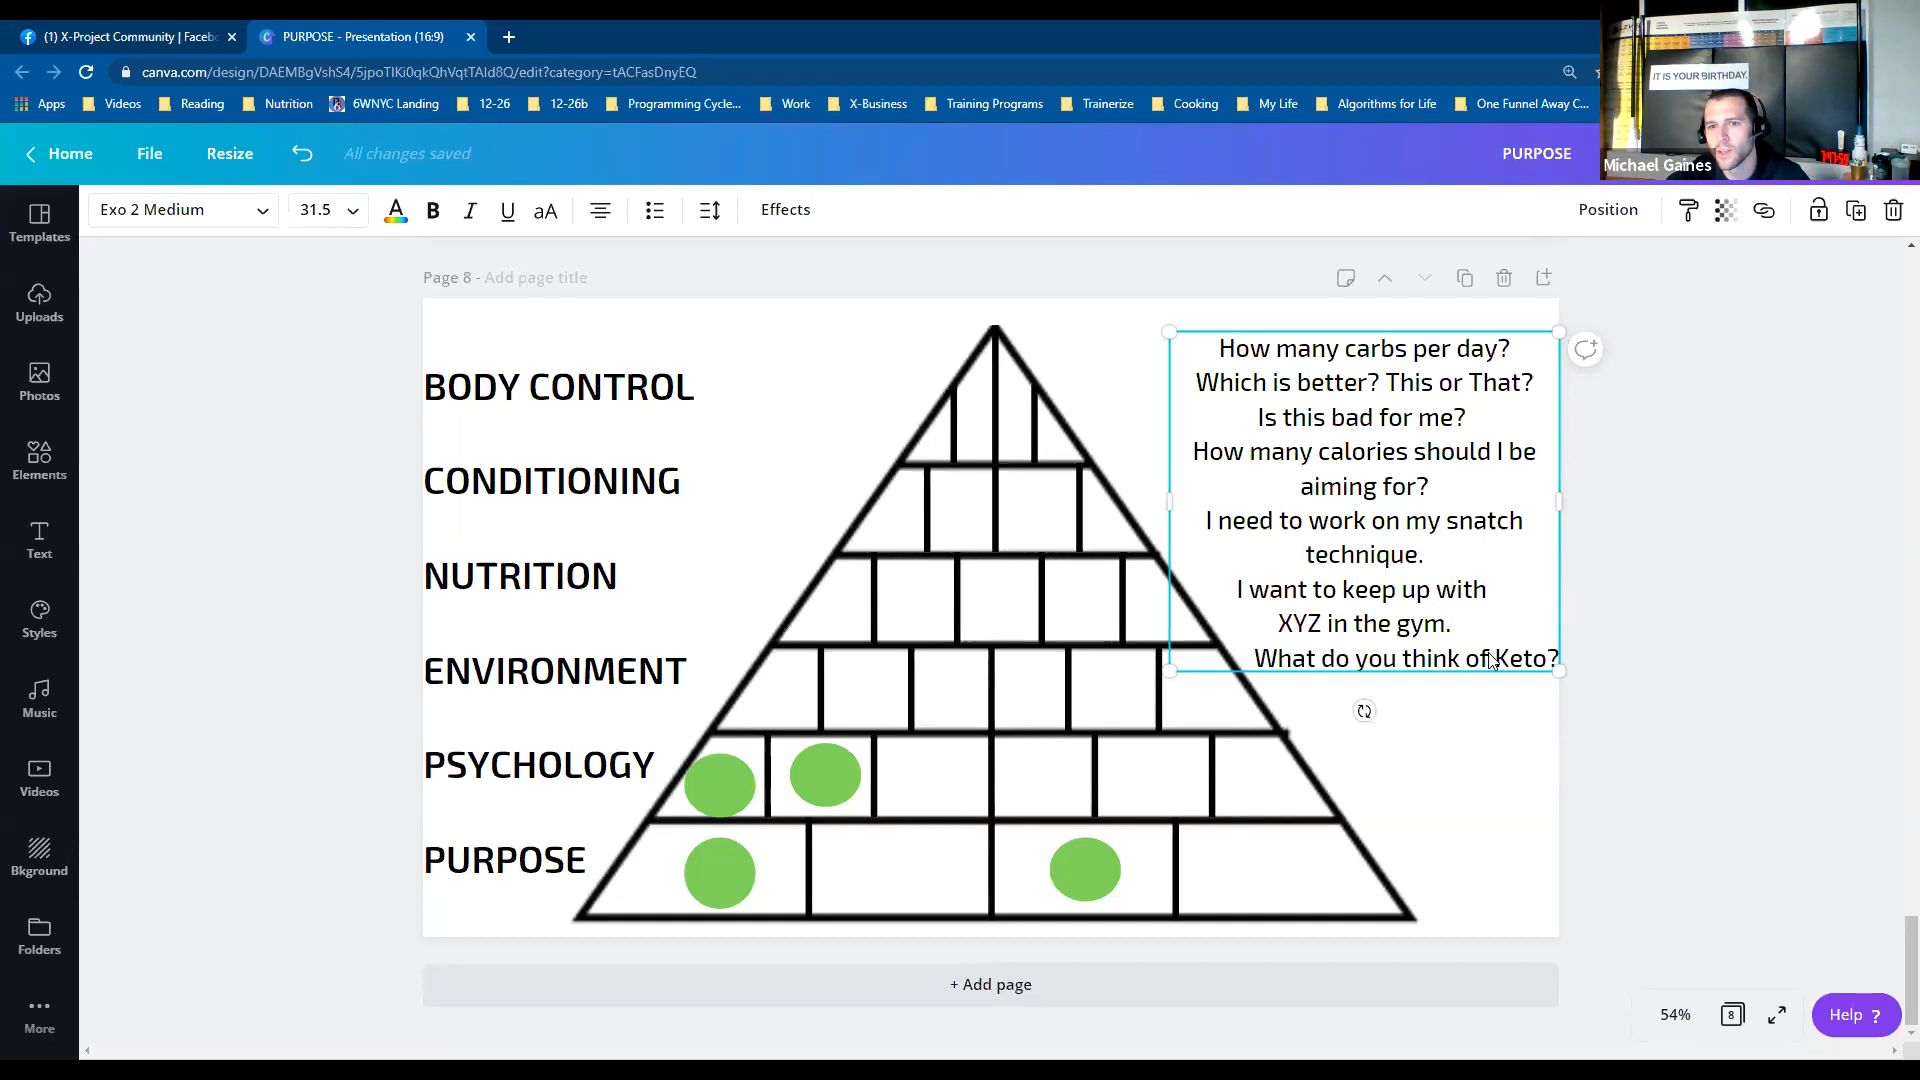 (1) X-Project Community | Faceb
PURPOSE - Presentation (16:9)
canva.com/design/DAEMBgVshS4/5jpoTlKi0qkQhVqtTAId8Q/edit?category=tACFasDnyEQ
Apps
Videos
Reading
Nutrition
6WNYC Landing
12-26
12-26b
Programming Cycle...
Work
X-Business
Training Programs
Trainerize
Cooking
My Life
Algorithms for Life
One Funnel Away C...
IT IS YOUR BIRTHDAY.
Michael Gaines
Home
File
Resize
All changes saved
PURPOSE
Exo 2 Medium
31.5
A
B
I
U
aA
Effects
Position
Templates
Uploads
Photos
Elements
Text
Styles
Music
Videos
Bkground
Folders
More
Page 8 - Add page title
BODY CONTROL
CONDITIONING
NUTRITION
ENVIRONMENT
PSYCHOLOGY
PURPOSE
How many carbs per day?
Which is better? This or That?
Is this bad for me?
How many calories should I be
aiming for?
I need to work on my snatch
technique.
I want to keep up with
XYZ in the gym.
What do you think of Keto?
+ Add page
54%
8
Help ?